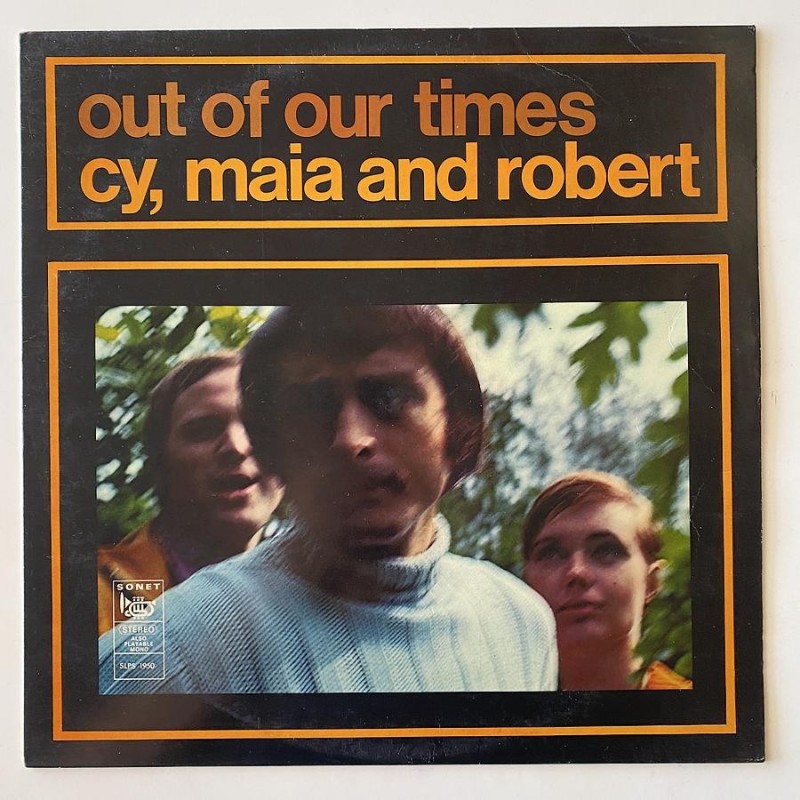 out of our times
cy, maia and robert
SONET
STEREO
ALSO
PLAYABLE
MONO
SLPS 1950